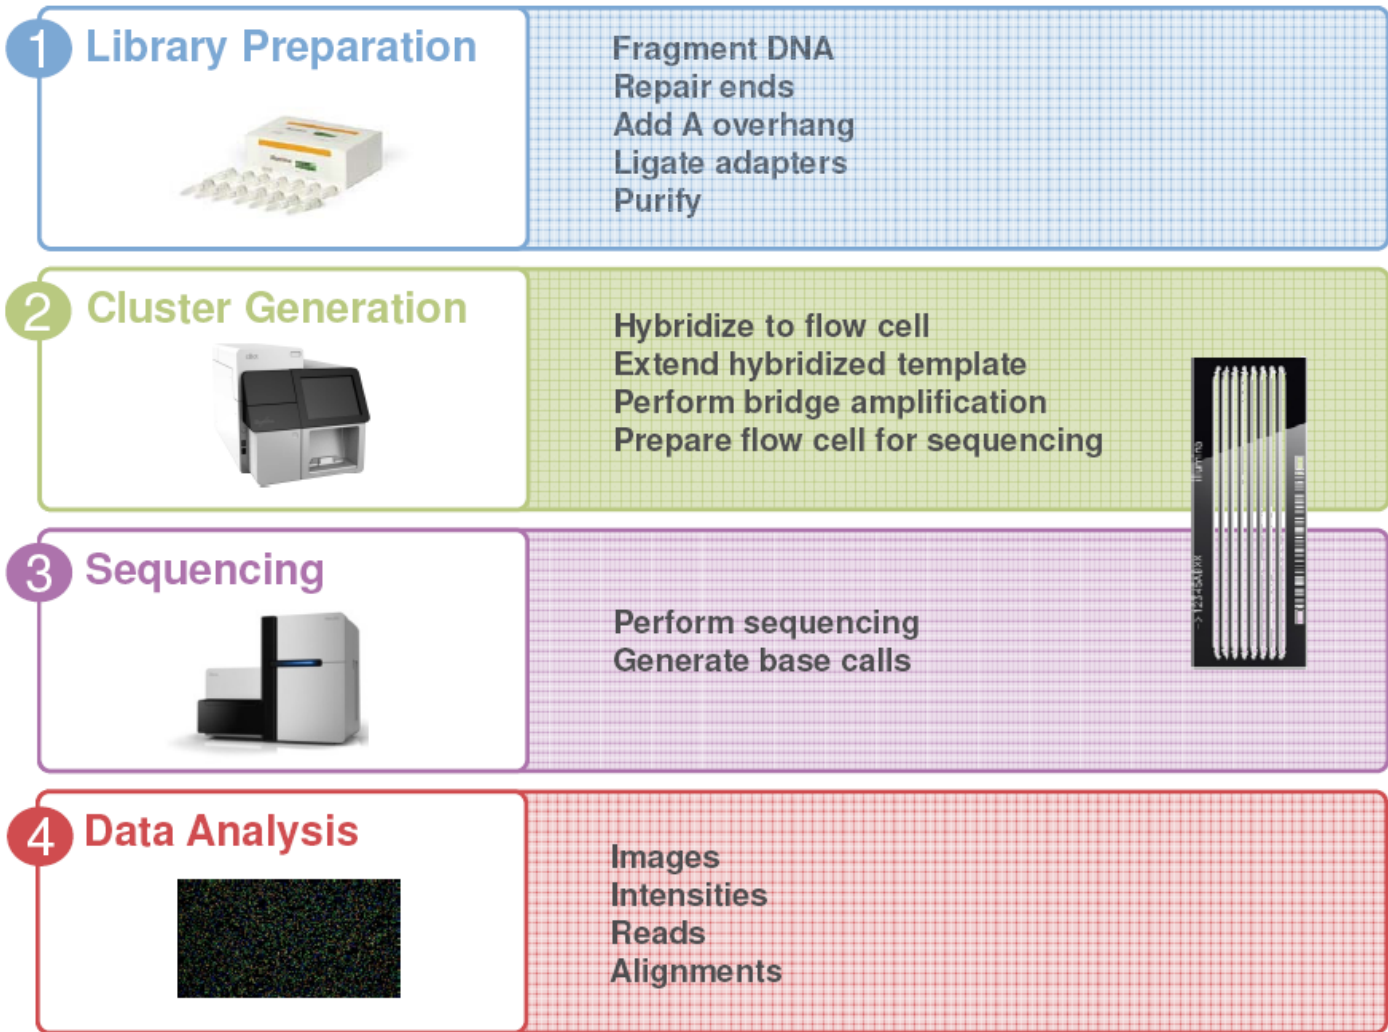 1 Library Preparation
Fragment DNA
Repair ends
Add A overhang
Ligate adapters
Purify
2 Cluster Generation
Hybridize to flow cell
Extend hybridized template
Perform bridge amplification
Prepare flow cell for sequencing
illumina
3 Sequencing
Perform sequencing
Generate base calls
4 Data Analysis
Images
Intensities
Reads
Alignments